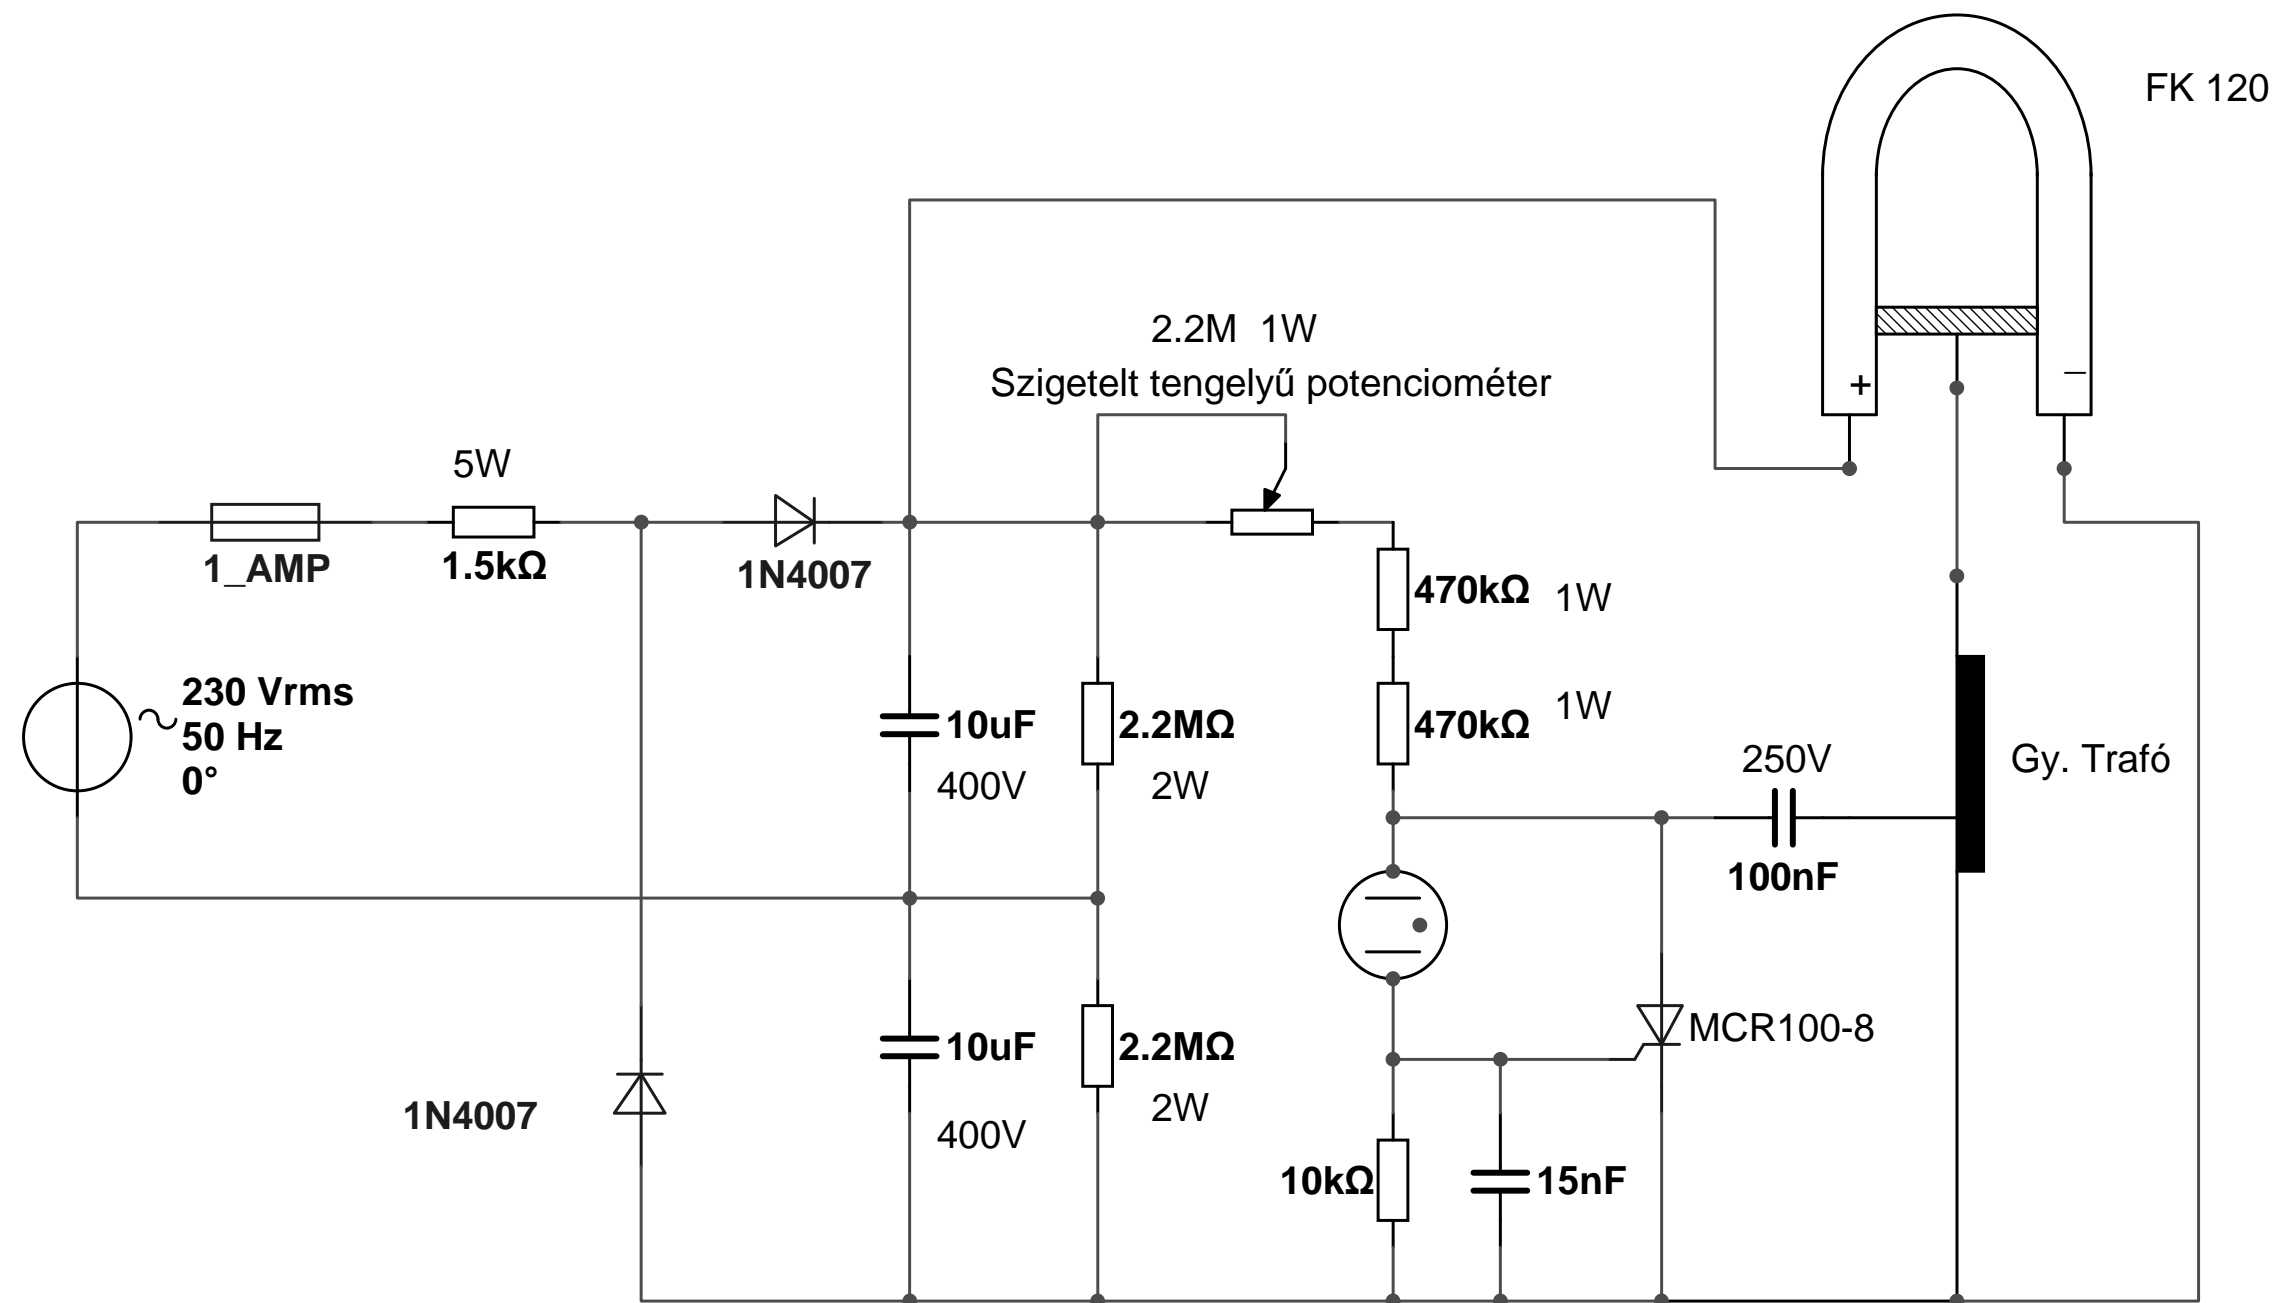 FK 120
2.2M 1W
Szigetelt tengelyű potenciométer
+
_
5W
1_AMP
1.5kΩ
1N4007
470kΩ 1W
230 Vrms
50 Hz
0°
10uF
400V
2.2MΩ
2W
470kΩ 1W
250V
100nF
Gy. Trafó
1N4007
10uF
400V
2.2MΩ
2W
MCR100-8
10kΩ
15nF